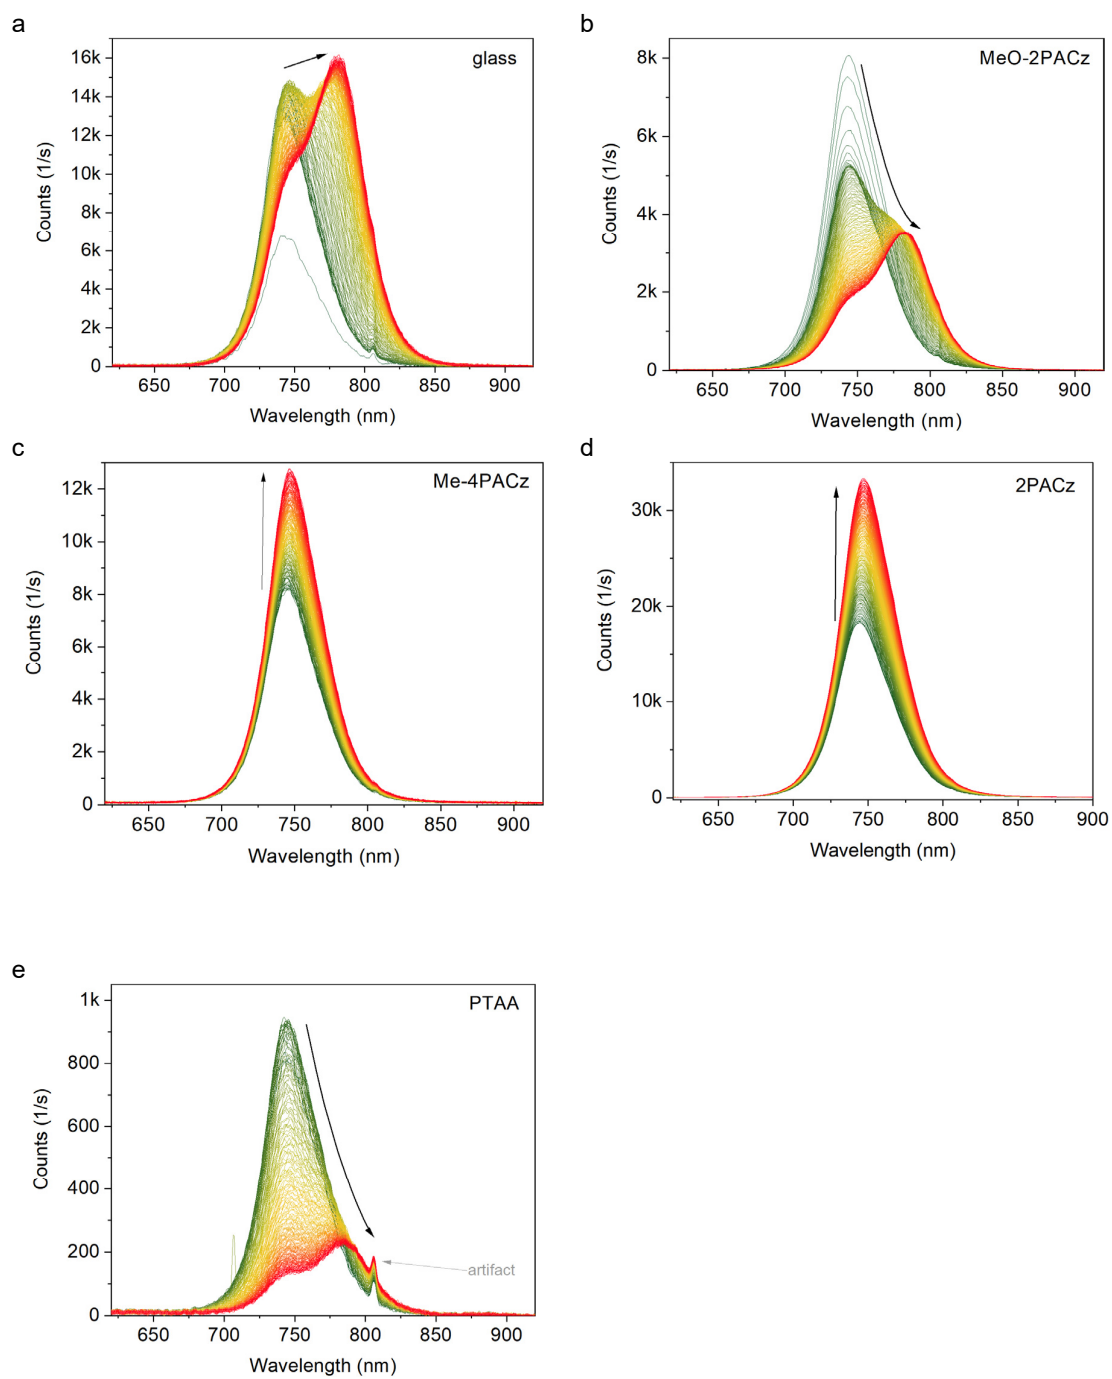 a
glass
16k
14k
12k
10k
8k
6k
4k
2k
0
Counts (1/s)
650 700 750 800 850 900
Wavelength (nm)
b
MeO-2PACz
8k
6k
4k
2k
0
Counts (1/s)
650 700 750 800 850 900
Wavelength (nm)
c
Me-4PACz
12k
10k
8k
6k
4k
2k
0
Counts (1/s)
650 700 750 800 850 900
Wavelength (nm)
d
2PACz
30k
20k
10k
0
Counts (1/s)
650 700 750 800 850 900
Wavelength (nm)
e
PTAA
1k
800
600
400
200
0
Counts (1/s)
artifact
650 700 750 800 850 900
Wavelength (nm)